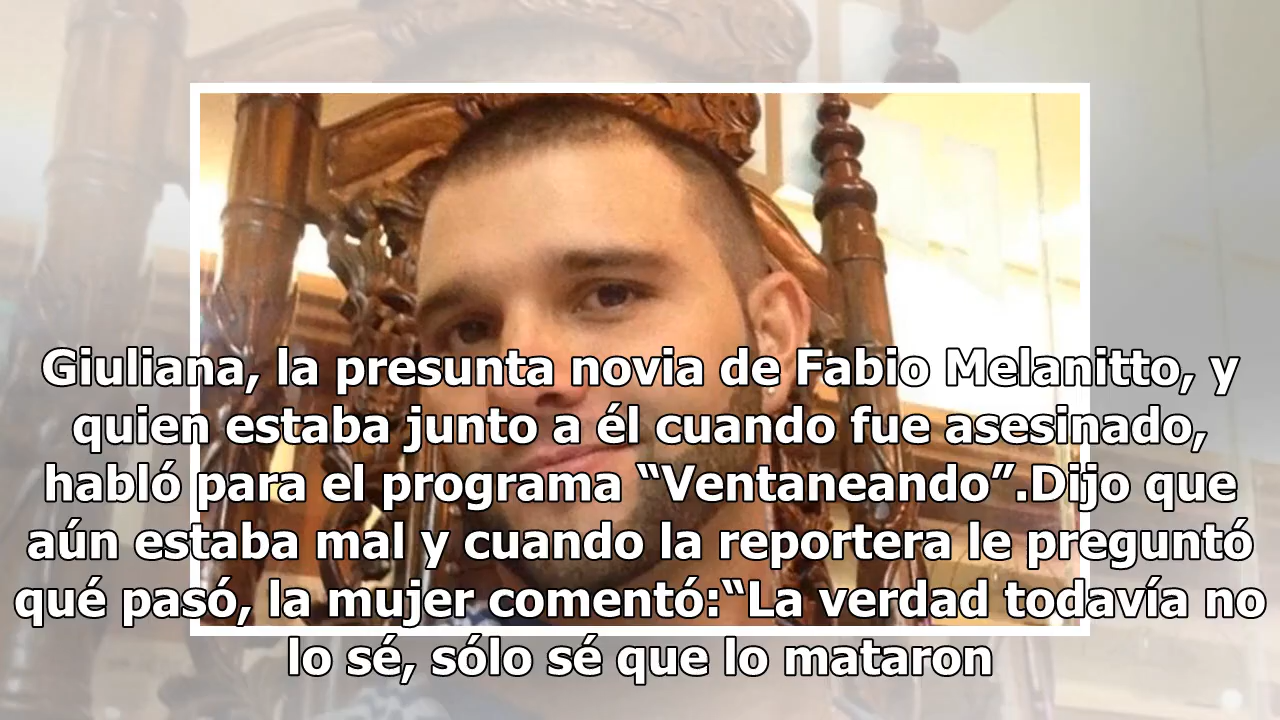 Giuliana, la presunta novia de Fabio Melanitto, y
quien estaba junto a él cuando fue asesinado,
habló para el programa “Ventaneando”.Dijo que
aún estaba mal y cuando la reportera le preguntó
qué pasó, la mujer comentó:“La verdad todavía no
lo sé, sólo sé que lo mataron